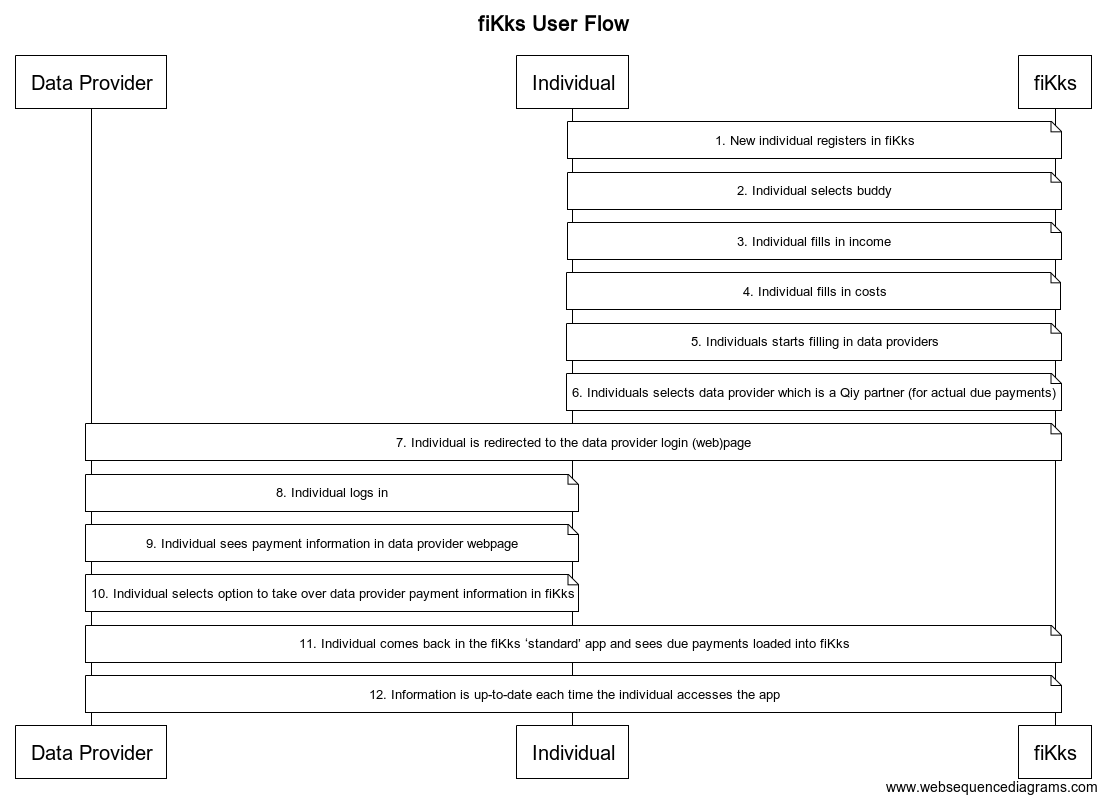 fiKks User Flow
Data Provider
Individual
fiKks
1. New individual registers in fiKks
2. Individual selects buddy
3. Individual fills in income
4. Individual fills in costs
5. Individuals starts filling in data providers
6. Individuals selects data provider which is a Qiy partner (for actual due payments)
7. Individual is redirected to the data provider login (web)page
8. Individual logs in
9. Individual sees payment information in data provider webpage
10. Individual selects option to take over data provider payment information in fiKks
11. Individual comes back in the fiKks ‘standard’ app and sees due payments loaded into fiKks
12. Information is up-to-date each time the individual accesses the app
Data Provider
Individual
fiKks
www.websequencediagrams.com